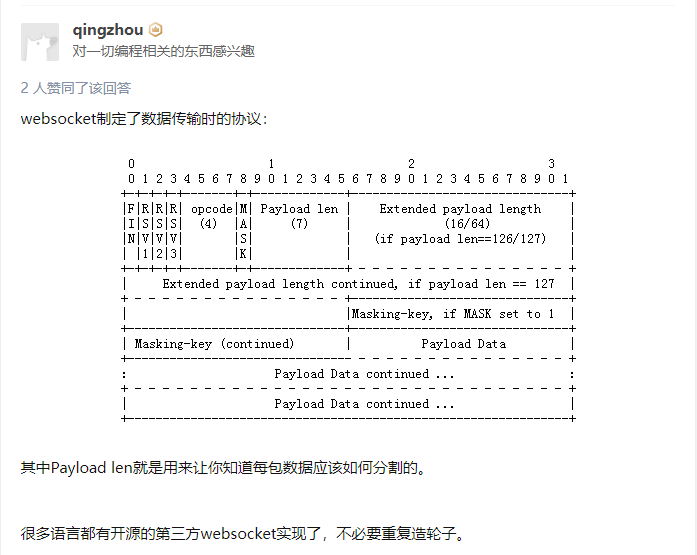 qingzhou
对一切编程相关的东西感兴趣
2 人赞同了该回答
websocket制定了数据传输时的协议：
 0                   1                   2                   3
 0 1 2 3 4 5 6 7 8 9 0 1 2 3 4 5 6 7 8 9 0 1 2 3 4 5 6 7 8 9 0 1
+-+-+-+-+-------+-+-------------+-------------------------------+
|F|R|R|R| opcode|M| Payload len |    Extended payload length    |
|I|S|S|S|  (4)  |A|     (7)     |             (16/64)           |
|N|V|V|V|       |S|             |   (if payload len==126/127)   |
| |1|2|3|       |K|             |                               |
+-+-+-+-+-------+-+-------------+ - - - - - - - - - - - - - - - +
|     Extended payload length continued, if payload len == 127  |
+ - - - - - - - - - - - - - - - +-------------------------------+
|                               |Masking-key, if MASK set to 1  |
+-------------------------------+-------------------------------+
| Masking-key (continued)       |          Payload Data         |
+-------------------------------- - - - - - - - - - - - - - - - +
:                     Payload Data continued ...                :
+ - - - - - - - - - - - - - - - - - - - - - - - - - - - - - - - +
|                     Payload Data continued ...                |
+---------------------------------------------------------------+
其中Payload len就是用来让你知道每包数据应该如何分割的。
很多语言都有开源的第三方websocket实现了，不必要重复造轮子。